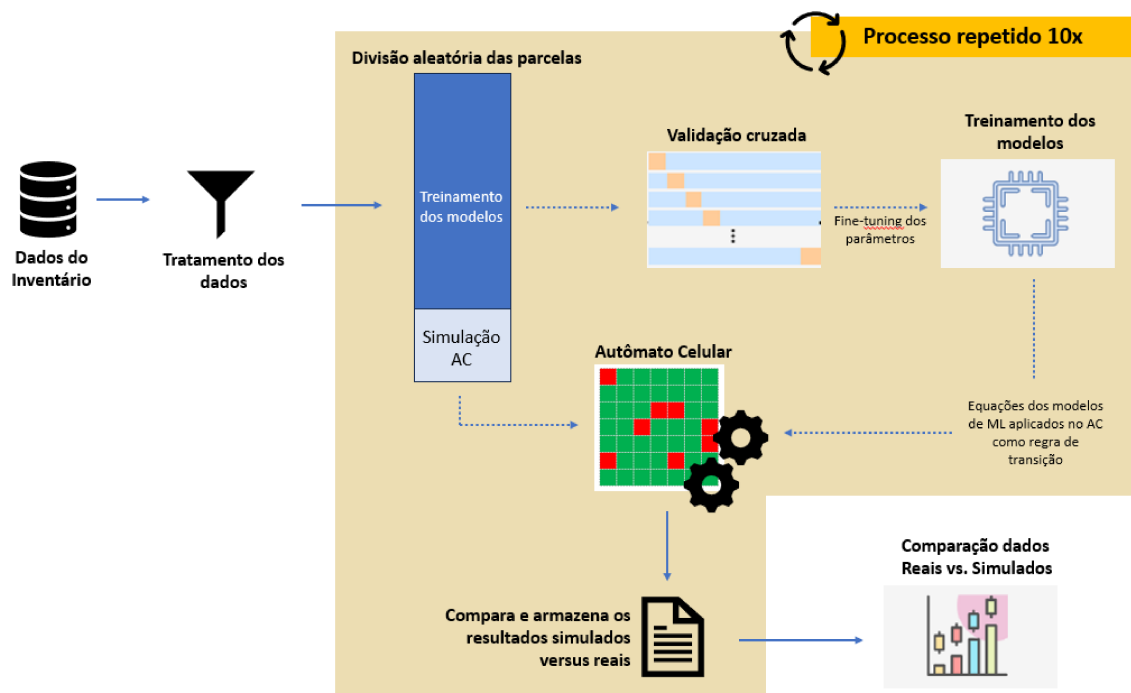 Processo repetido 10x
Divisão aleatória das parcelas
Treinamento
dos modelos
Simulação
AC
Validação cruzada
Fine-tuning dos
parâmetros
Treinamento dos
modelos
Dados do
Inventário
Tratamento dos
dados
Autômato Celular
Equações dos modelos
de ML aplicados no AC
como regra de
transição
Compara e armazena os
resultados simulados
versus reais
Comparação dados
Reais vs. Simulados